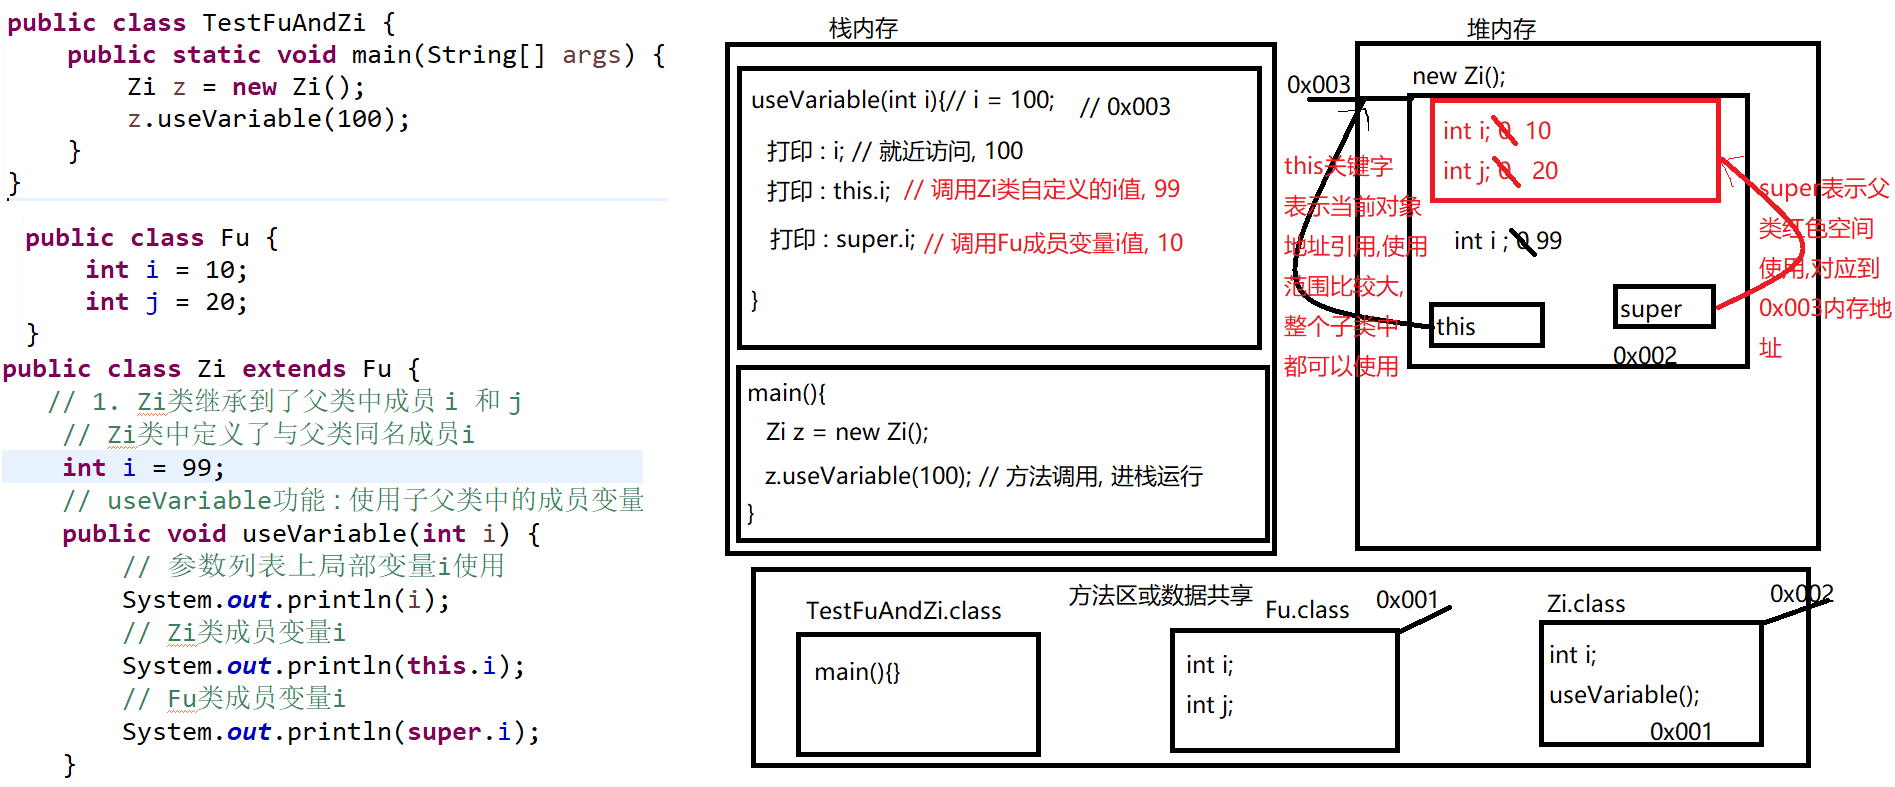 public class TestFuAndZi {
public static void main(String[] args) {
Zi z = new Zi();
z.useVariable(100);
}
}
public class Fu {
int i = 10;
int j = 20;
}
public class Zi extends Fu {
// 1. Zi类继承到了父类中成员 i 和 j
// Zi类中定义了与父类同名成员i
int i = 99;
// useVariable功能 : 使用子父类中的成员变量
public void useVariable(int i) {
// 参数列表上局部变量i使用
System.out.println(i);
// Zi类成员变量i
System.out.println(this.i);
// Fu类成员变量i
System.out.println(super.i);
}
栈内存
useVariable(int i){// i = 100; // 0x003
打印 : i; // 就近访问, 100
打印 : this.i; // 调用Zi类自定义的i值, 99
打印 : super.i; // 调用Fu成员变量i值, 10
}
main(){
Zi z = new Zi();
z.useVariable(100); // 方法调用, 进栈运行
}
堆内存
0x003
new Zi();
int i; 0 10
int j; 0 20
int i ; 0 99
this
super
0x002
this关键字
表示当前对象
地址引用,使用
范围比较大,
整个子类中
都可以使用
super表示父
类红色空间
使用,对应到
0x003内存地
址
方法区或数据共享
TestFuAndZi.class
main(){}
Fu.class
0x001
int i;
int j;
Zi.class
0x002
int i;
useVariable();
0x001